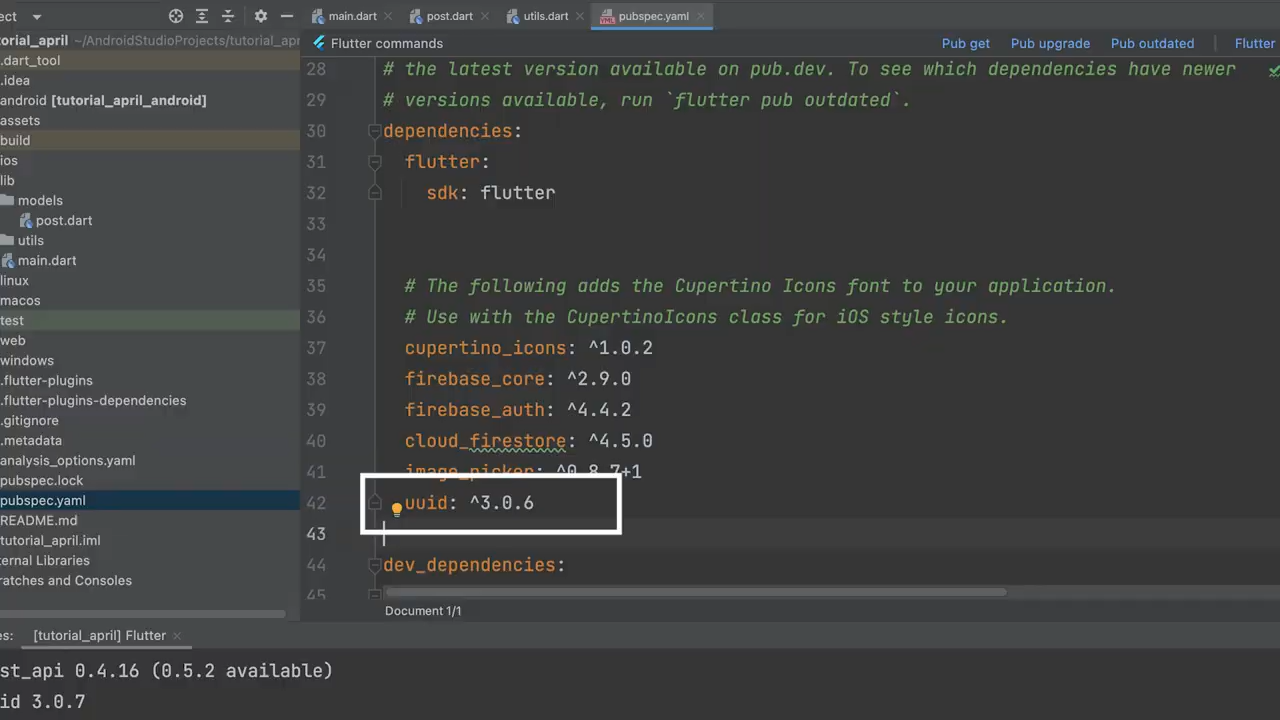 ect
main.dart
post.dart
utils.dart
pubspec.yaml
torial_april ~/AndroidStudioProjects/tutorial_apr
.dart_tool
.idea
android [tutorial_april_android]
assets
build
ios
lib
models
post.dart
utils
main.dart
linux
macos
test
web
windows
.flutter-plugins
.flutter-plugins-dependencies
.gitignore
.metadata
analysis_options.yaml
pubspec.lock
pubspec.yaml
README.md
tutorial_april.iml
ternal Libraries
ratches and Consoles
Flutter commands
Pub get
Pub upgrade
Pub outdated
Flutter
28 # the latest version available on pub.dev. To see which dependencies have newer
29 # versions available, run `flutter pub outdated`.
30 dependencies:
31 flutter:
32 sdk: flutter
33
34
35 # The following adds the Cupertino Icons font to your application.
36 # Use with the CupertinoIcons class for iOS style icons.
37 cupertino_icons: ^1.0.2
38 firebase_core: ^2.9.0
39 firebase_auth: ^4.4.2
40 cloud_firestore: ^4.5.0
41 image_picker: ^0.8.7+1
42 uuid: ^3.0.6
43
44 dev_dependencies:
45
Document 1/1
es:
[tutorial_april] Flutter
st_api 0.4.16 (0.5.2 available)
id 3.0.7